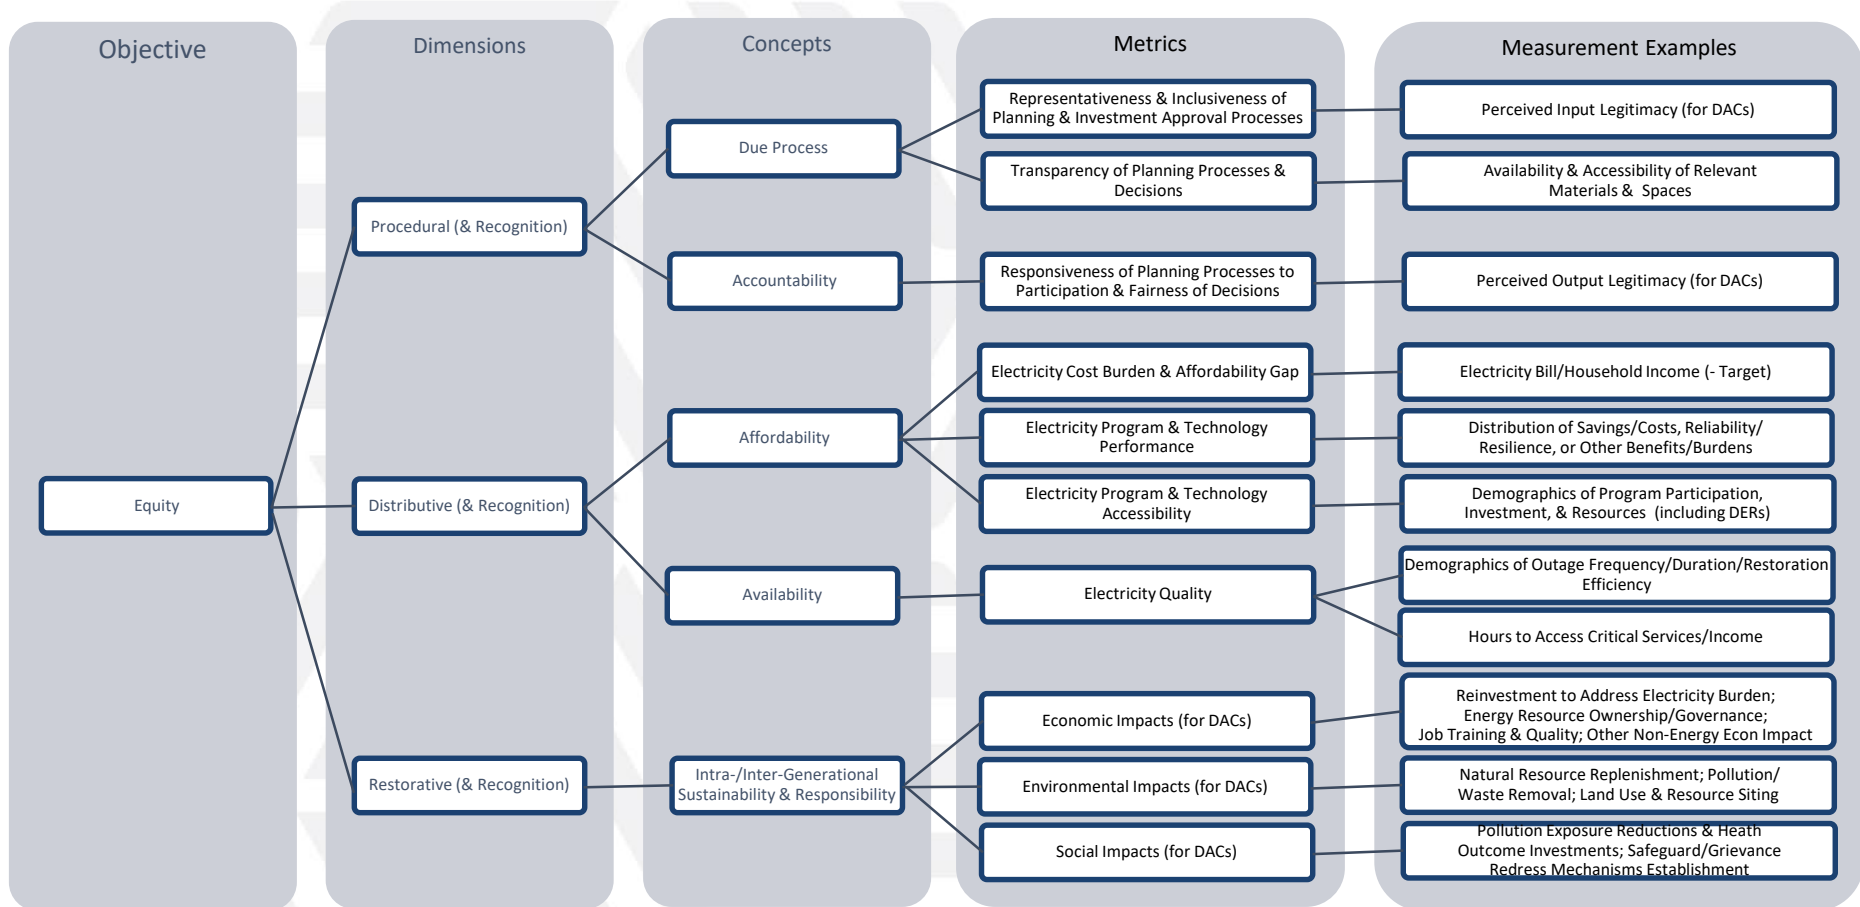 Objective
Dimensions
Concepts
Metrics
Measurement Examples
Equity
Procedural (& Recognition)
Distributive (& Recognition)
Restorative (& Recognition)
Due Process
Accountability
Affordability
Availability
Intra-/Inter-Generational
Sustainability & Responsibility
Representativeness & Inclusiveness of
Planning & Investment Approval Processes
Transparency of Planning Processes &
Decisions
Responsiveness of Planning Processes to
Participation & Fairness of Decisions
Electricity Cost Burden & Affordability Gap
Electricity Program & Technology
Performance
Electricity Program & Technology
Accessibility
Electricity Quality
Economic Impacts (for DACs)
Environmental Impacts (for DACs)
Social Impacts (for DACs)
Perceived Input Legitimacy (for DACs)
Availability & Accessibility of Relevant
Materials & Spaces
Perceived Output Legitimacy (for DACs)
Electricity Bill/Household Income (- Target)
Distribution of Savings/Costs, Reliability/
Resilience, or Other Benefits/Burdens
Demographics of Program Participation,
Investment, & Resources (including DERs)
Demographics of Outage Frequency/Duration/Restoration
Efficiency
Hours to Access Critical Services/Income
Reinvestment to Address Electricity Burden;
Energy Resource Ownership/Governance;
Job Training & Quality; Other Non-Energy Econ Impact
Natural Resource Replenishment; Pollution/
Waste Removal; Land Use & Resource Siting
Pollution Exposure Reductions & Heath
Outcome Investments; Safeguard/Grievance
Redress Mechanisms Establishment